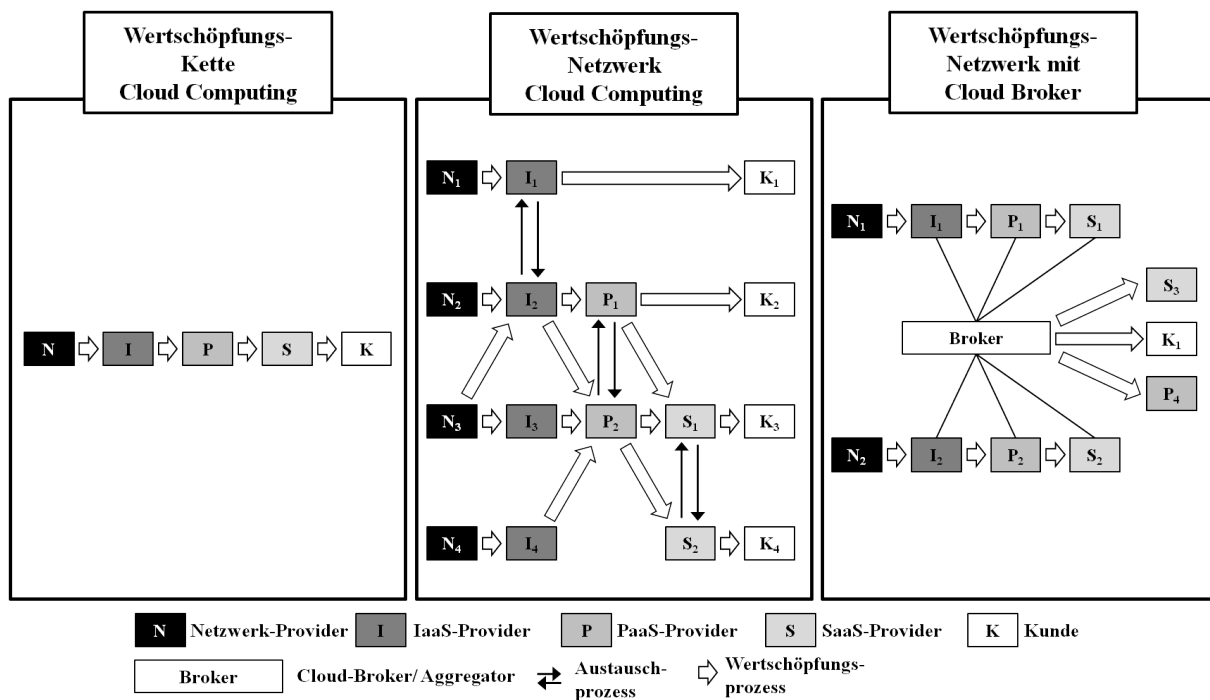 Wertschöpfungs-
Kette
Cloud Computing
Wertschöpfungs-
Netzwerk
Cloud Computing
Wertschöpfungs-
Netzwerk mit
Cloud Broker
N I P S K
N₁ I₁ K₁
N₂ I₂ P₁ K₂
N₃ I₃ P₂ S₁ K₃
N₄ I₄ S₂ K₄
N₁ I₁ P₁ S₁
S₃
Broker K₁
P₄
N₂ I₂ P₂ S₂
N Netzwerk-Provider I IaaS-Provider P PaaS-Provider S SaaS-Provider K Kunde
Broker Cloud-Broker/Aggregator Austausch-
prozess
Wertschöpfungs-
prozess